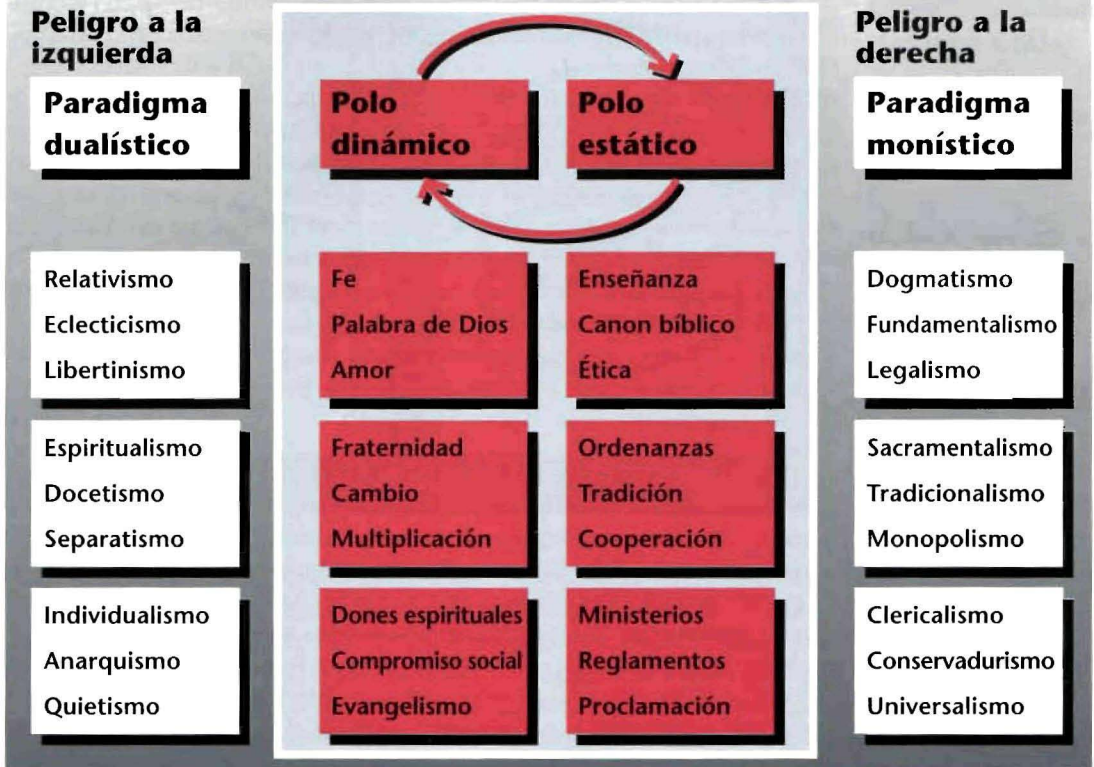 Peligro a la
izquierda
Paradigma
dualístico
Relativismo
Eclecticismo
Libertinismo
Espiritualismo
Docetismo
Separatismo
Individualismo
Anarquismo
Quietismo
Polo
dinámico
Fe
Palabra de Dios
Amor
Fraternidad
Cambio
Multiplicación
Dones espirituales
Compromiso social
Evangelismo
Polo
estático
Enseñanza
Canon bíblico
Ética
Ordenanzas
Tradición
Cooperación
Ministerios
Reglamentos
Proclamación
Peligro a la
derecha
Paradigma
monístico
Dogmatismo
Fundamentalismo
Legalismo
Sacramentalismo
Tradicionalismo
Monopolismo
Clericalismo
Conservadurismo
Universalismo